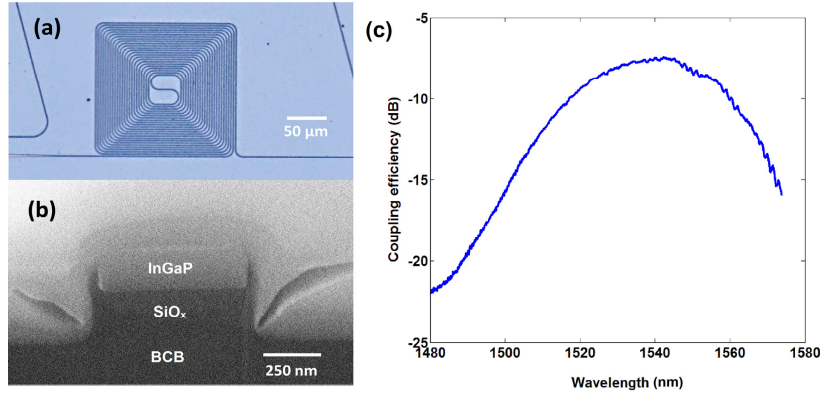 (a)
50 µm
(b)
InGaP
SiOₓ
BCB
250 nm
(c)
Coupling efficiency (dB)
-5
-10
-15
-20
-25
1480
1500
1520
1540
1560
1580
Wavelength (nm)